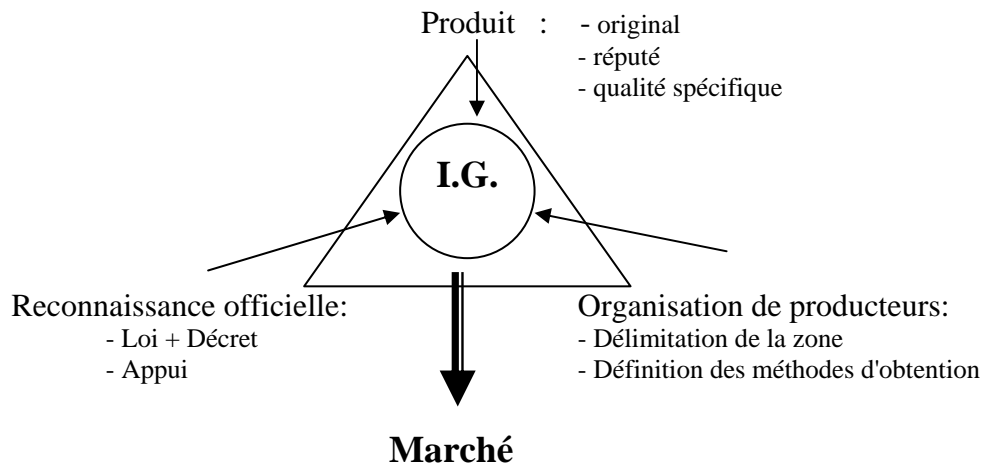 Produit : - original
- réputé
- qualité spécifique
I.G.
Reconnaissance officielle:
- Loi + Décret
- Appui
Organisation de producteurs:
- Délimitation de la zone
- Définition des méthodes d'obtention
Marché